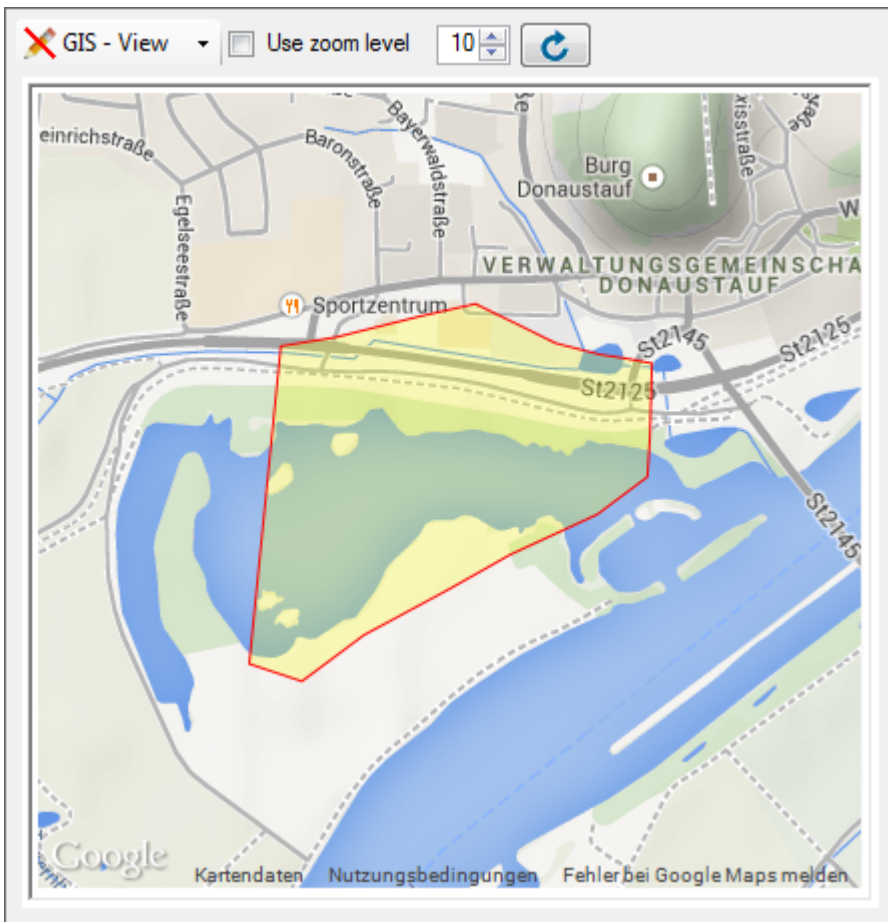 GIS - View
Use zoom level
10
einrichstraße
Baronstraße
Bayerwaldstraße
Egelseestraße
Burg
Donaustauf
xisstraße
W
VERWALTUNGSGEMEINSCHA
DONAUSTAUF
Sportzentrum
St2145
St2125
St2125
St2145
Google
Kartendaten
Nutzungsbedingungen
Fehler bei Google Maps melden